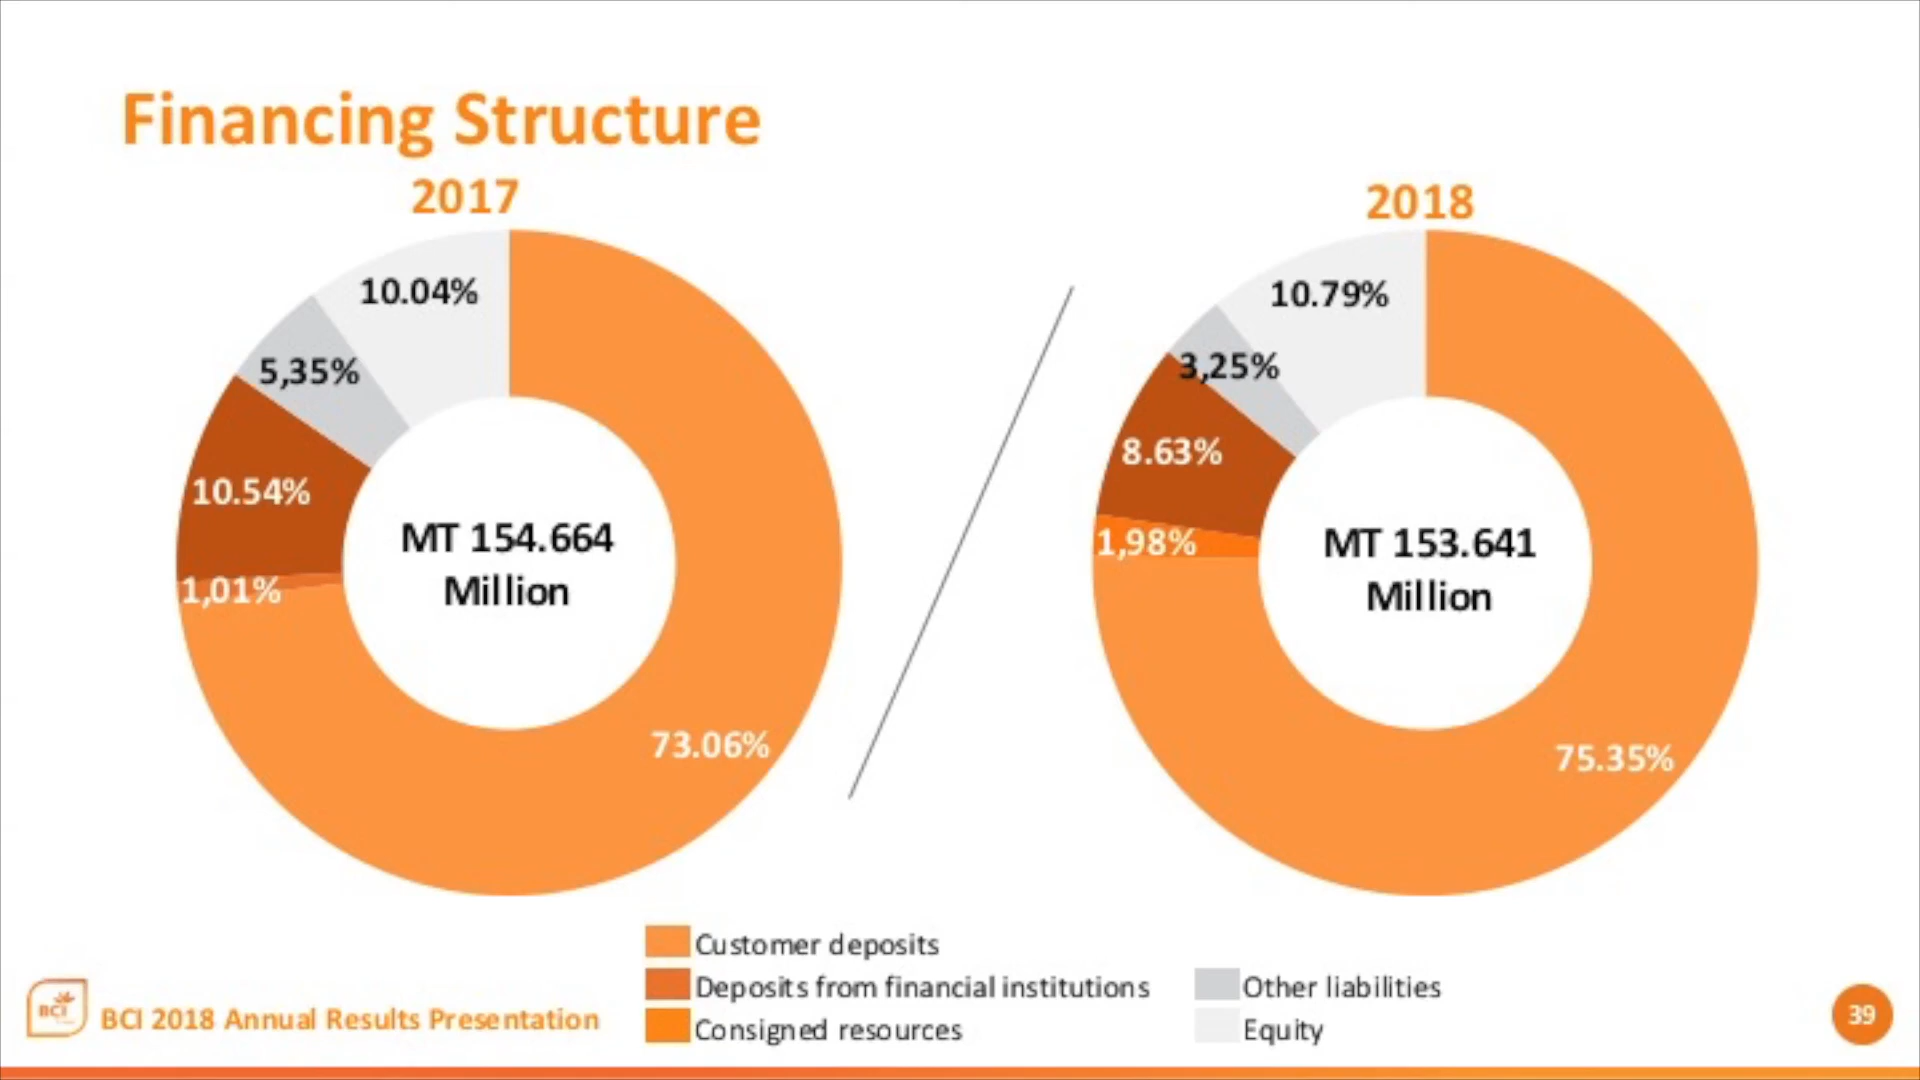 Financing Structure
2017
2018
10.04%
5,35%
10.54%
1,01%
73.06%
MT 154.664
Million
10.79%
3,25%
8.63%
1,98%
75.35%
MT 153.641
Million
Customer deposits
Deposits from financial institutions
Consigned resources
Other liabilities
Equity
BCI
BCI 2018 Annual Results Presentation
39